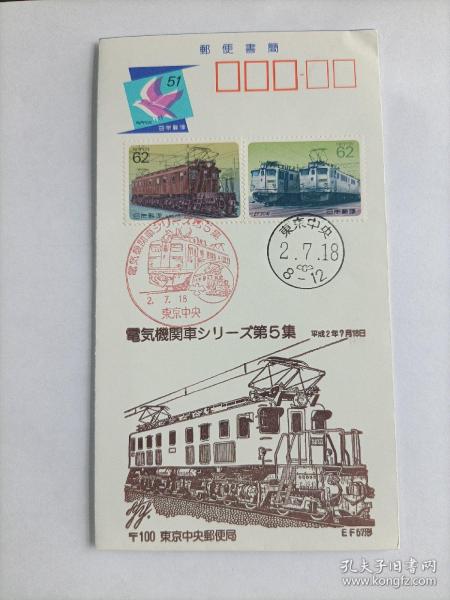 郵便書簡
51
NIPPON
日本郵便
NIPPON
62
日本郵便
NIPPON
62
日本郵便
電気機関車シリーズ第5集
2. 7. 18
東京中央
東京中央
2.7.18
8-12
電気機関車シリーズ第5集 平成2年7月18日
〒100 東京中央郵便局
EF57形
孔夫子旧书网
www.kongfz.com